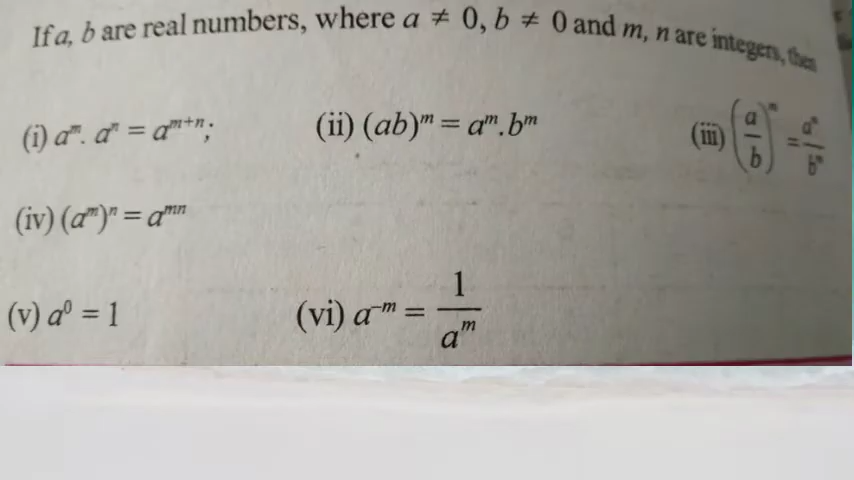 If a, b are real numbers, where a ≠ 0, b ≠ 0 and m, n are integers, then
(i) aᵐ. aⁿ = aᵐ⁺ⁿ; (ii) (ab)ᵐ = aᵐ.bᵐ (iii) (a/b)ᵐ = aᵐ/bᵐ
(iv) (aᵐ)ⁿ = aᵐⁿ
(v) a⁰ = 1 (vi) a⁻ᵐ = 1/aᵐ